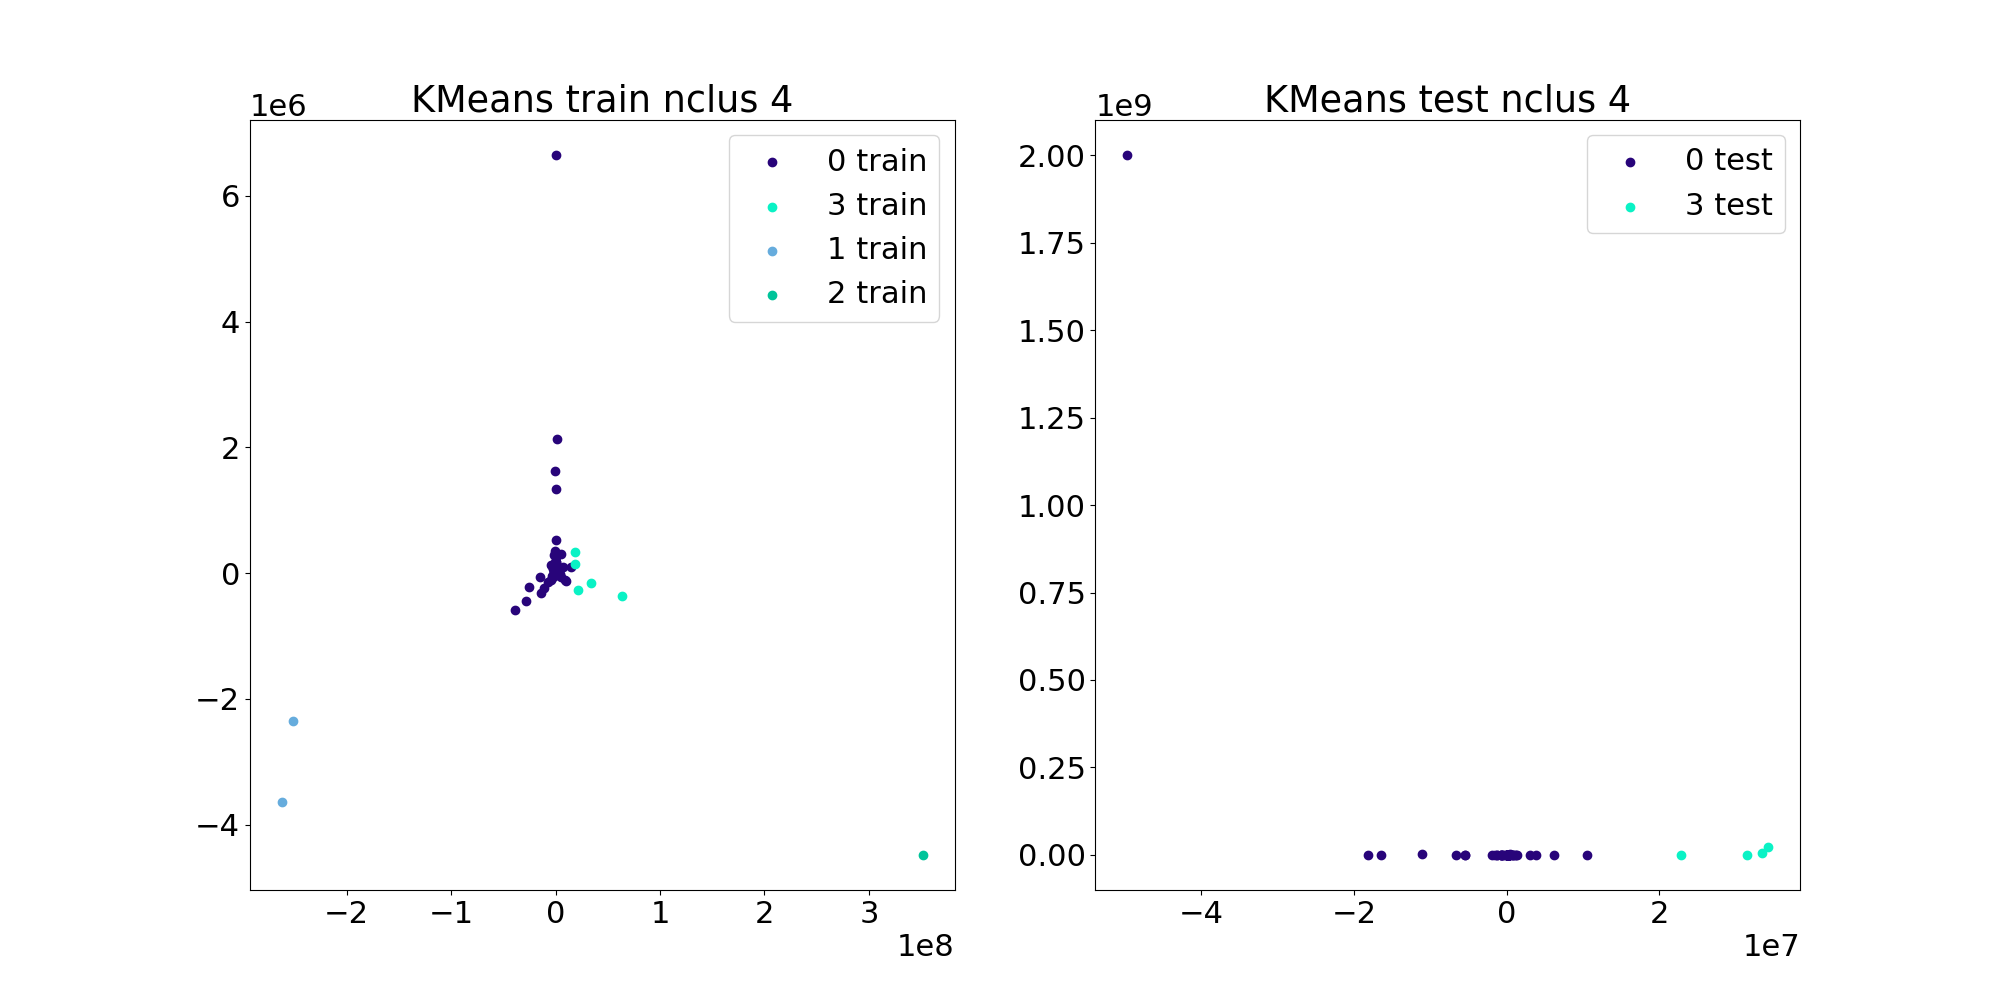 KMeans train nclus 4
1e6
0 train
3 train
1 train
2 train
6
4
2
0
−2
−4
−2
−1
0
1
2
3
1e8
KMeans test nclus 4
1e9
0 test
3 test
2.00
1.75
1.50
1.25
1.00
0.75
0.50
0.25
0.00
−4
−2
0
2
1e7